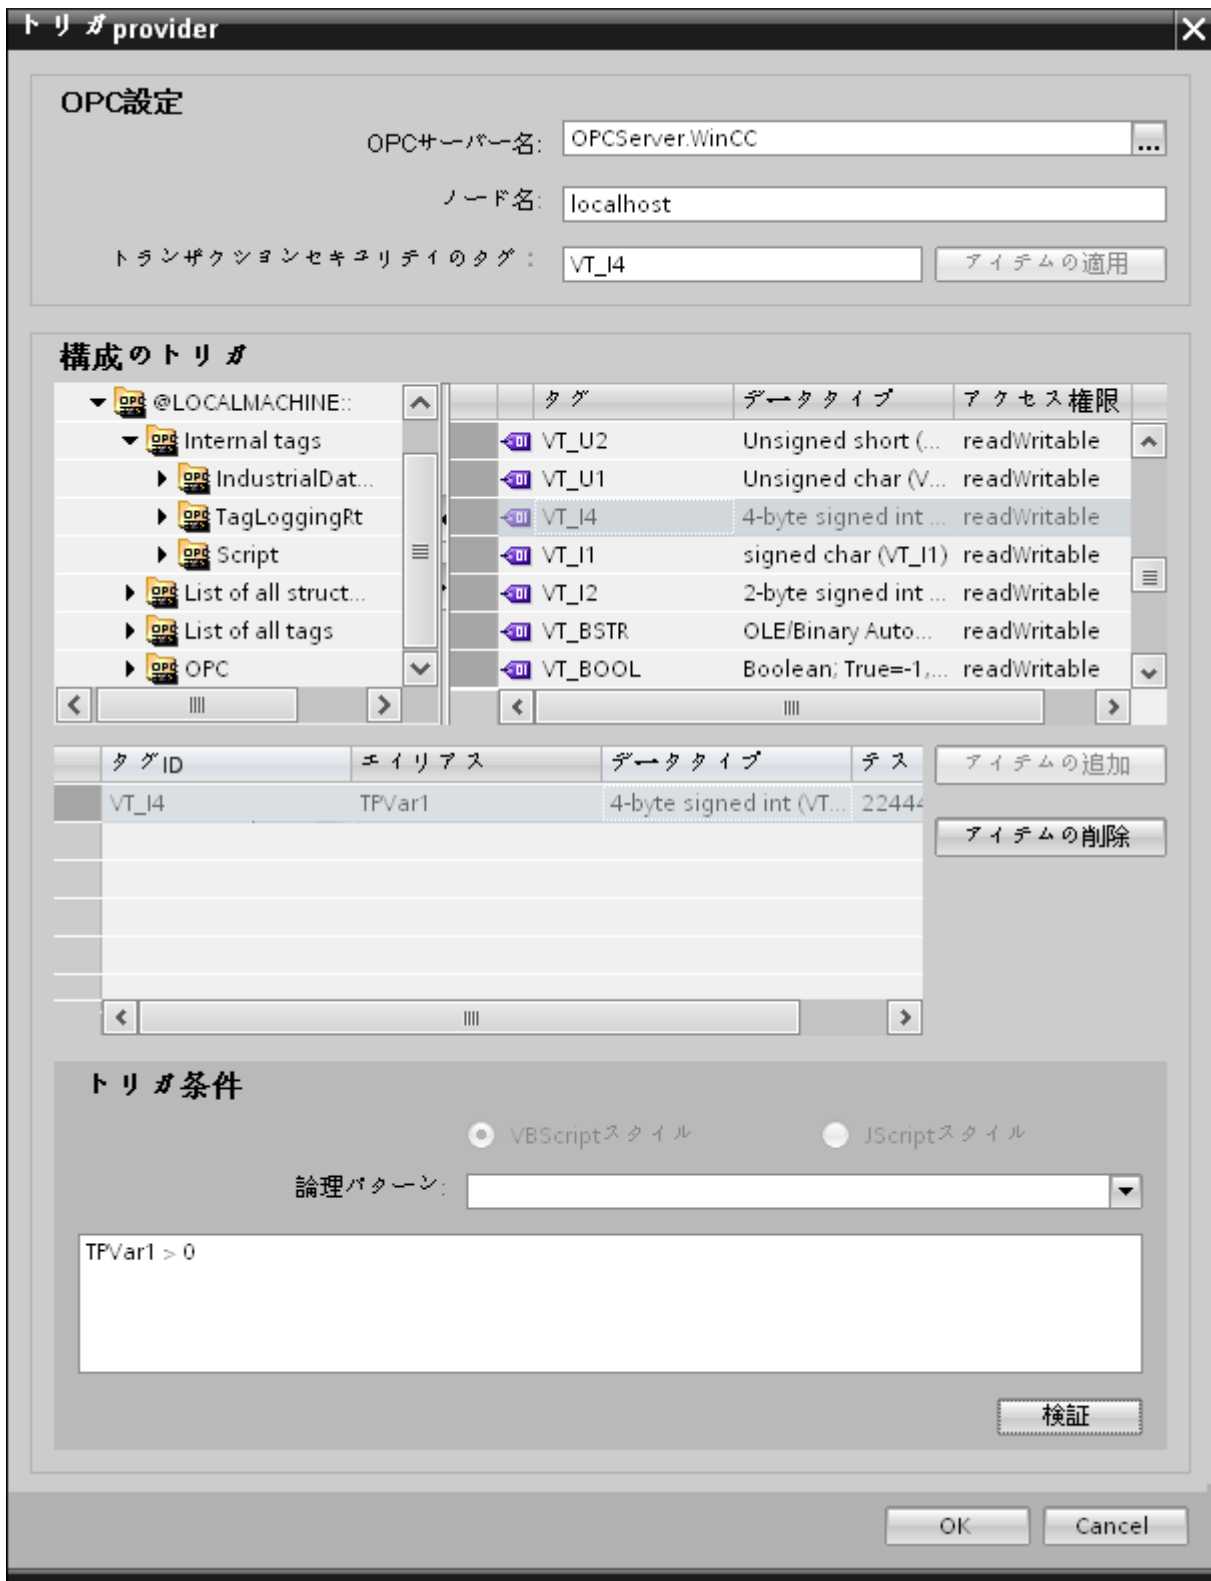 トリガprovider
OPC設定
OPCサーバー名: OPCServer.WinCC ...
ノード名: localhost
トランザクションセキュリティのタグ: VT_I4 アイテムの適用
構成のトリガ
@LOCALMACHINE::
Internal tags
IndustrialDat...
TagLoggingRt
Script
List of all struct...
List of all tags
OPC
タグ データタイプ アクセス権限
VT_U2 Unsigned short (... readWritable
VT_U1 Unsigned char (V... readWritable
VT_I4 4-byte signed int ... readWritable
VT_I1 signed char (VT_I1) readWritable
VT_I2 2-byte signed int ... readWritable
VT_BSTR OLE/Binary Auto... readWritable
VT_BOOL Boolean; True=-1,... readWritable
タグID エイリアス データタイプ テス
VT_I4 TPVar1 4-byte signed int (VT... 22444
アイテムの追加
アイテムの削除
トリガ条件
VBScriptスタイル JScriptスタイル
論理パターン:
TPVar1 > 0
検証
OK Cancel